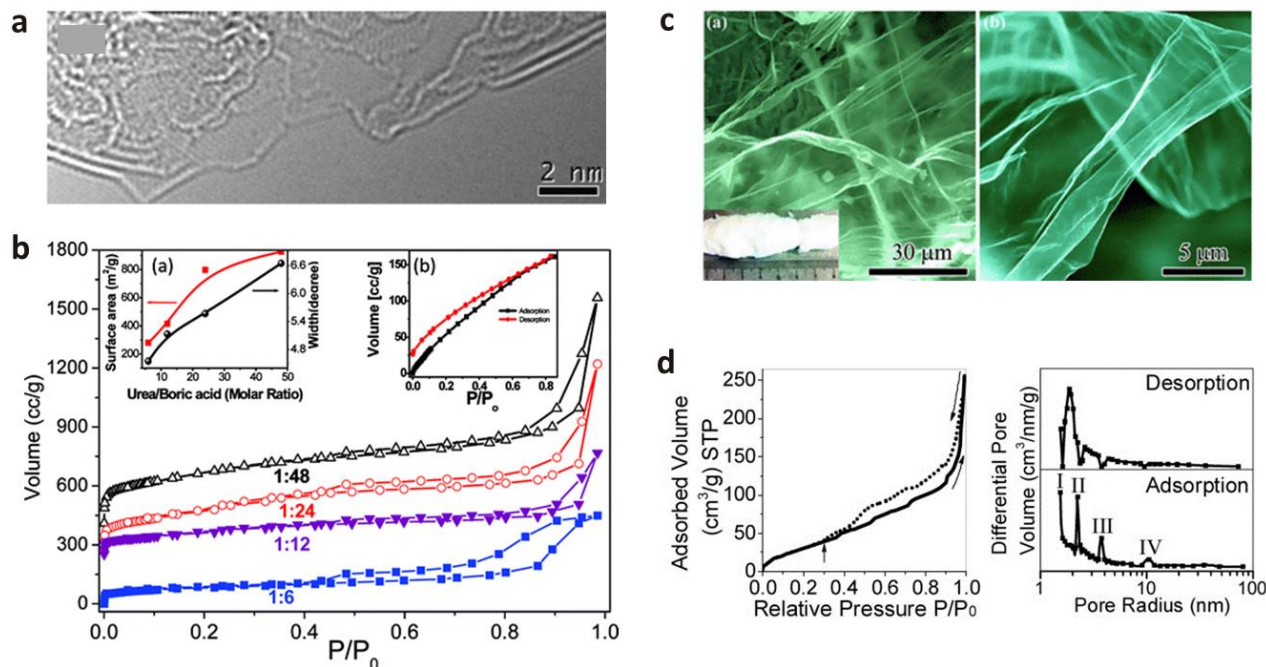 a
2 nm
b
1800
1500
1200
900
600
300
0
Volume (cc/g)
0.0 0.2 0.4 0.6 0.8 1.0
P/P0
1:48
1:24
1:12
1:6
(a)
Surface area (m²/g)
800
600
400
200
10 20 30 40 50
Urea/Boric acid (Molar Ratio)
6.6
6.0
5.4
4.8
Width(degree)
(b)
Volume [cc/g]
150
100
50
0
0.0 0.2 0.4 0.6 0.8
P/Po
Adsorption
Desorption
c
(a)
30 μm
(b)
5 μm
d
Adsorbed Volume
(cm³/g) STP
250
200
150
100
50
0
0.0 0.2 0.4 0.6 0.8 1.0
Relative Pressure P/P0
Differential Pore
Volume (cm³/nm/g)
Desorption
Adsorption
I
II
III
IV
1 10 100
Pore Radius (nm)